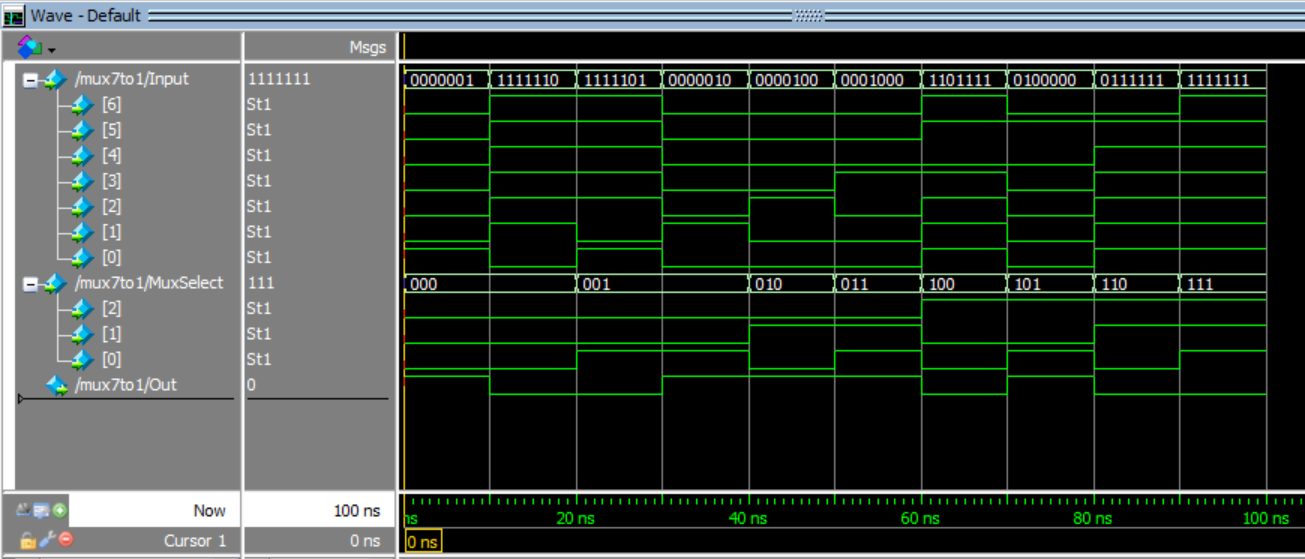 Wave - Default
Msgs
/mux7to1/Input 1111111 0000001 1111110 1111101 0000010 0000100 0001000 1101111 0100000 0111111 1111111
[6] St1
[5] St1
[4] St1
[3] St1
[2] St1
[1] St1
[0] St1
/mux7to1/MuxSelect 111 000 001 010 011 100 101 110 111
[2] St1
[1] St1
[0] St1
/mux7to1/Out 0
Now 100 ns ns 20 ns 40 ns 60 ns 80 ns 100 ns
Cursor 1 0 ns 0 ns